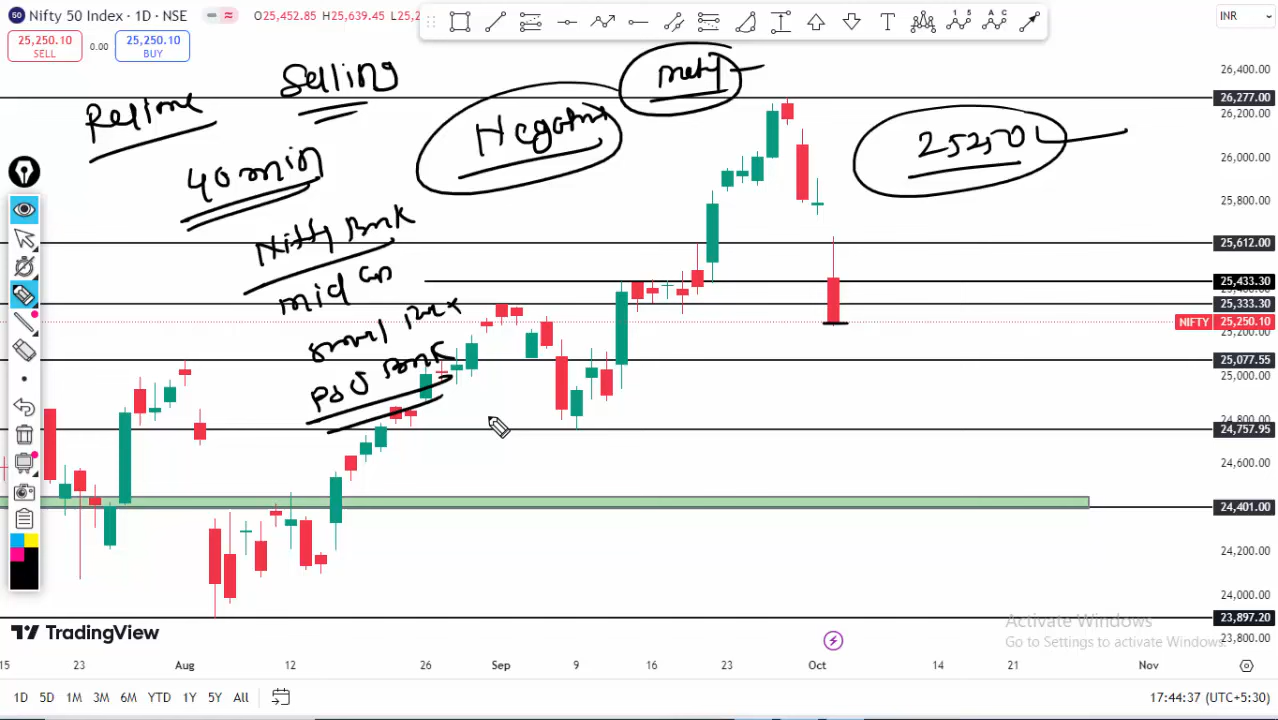 Nifty 50 Index · 1D · NSE
O25,452.85 H25,639.45 L25,2
INR
25,250.10
SELL
0.00
25,250.10
BUY
T
1 5
A C
Selling
40 min
Negative
25250
Nifty Bank
mid cap
PSU Bank
26,400.00
26,277.00
26,200.00
26,000.00
25,800.00
25,612.00
25,433.30
25,333.30
NIFTY 25,250.10
25,200.00
25,077.55
25,000.00
24,800.00
24,757.95
24,600.00
24,401.00
24,200.00
24,000.00
23,897.20
23,800.00
Activate Windows
Go to Settings to activate Windows.
TradingView
15 23 Aug 12 26 Sep 9 16 23 Oct 14 21 Nov
1D 5D 1M 3M 6M YTD 1Y 5Y All
17:44:37 (UTC+5:30)